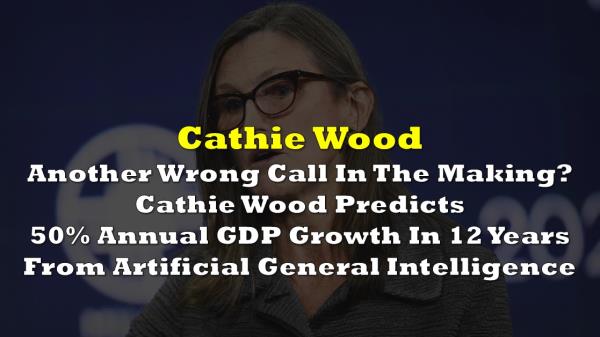 Cathie Wood
Another Wrong Call In The Making?
Cathie Wood Predicts
50% Annual GDP Growth In 12 Years
From Artificial General Intelligence
202